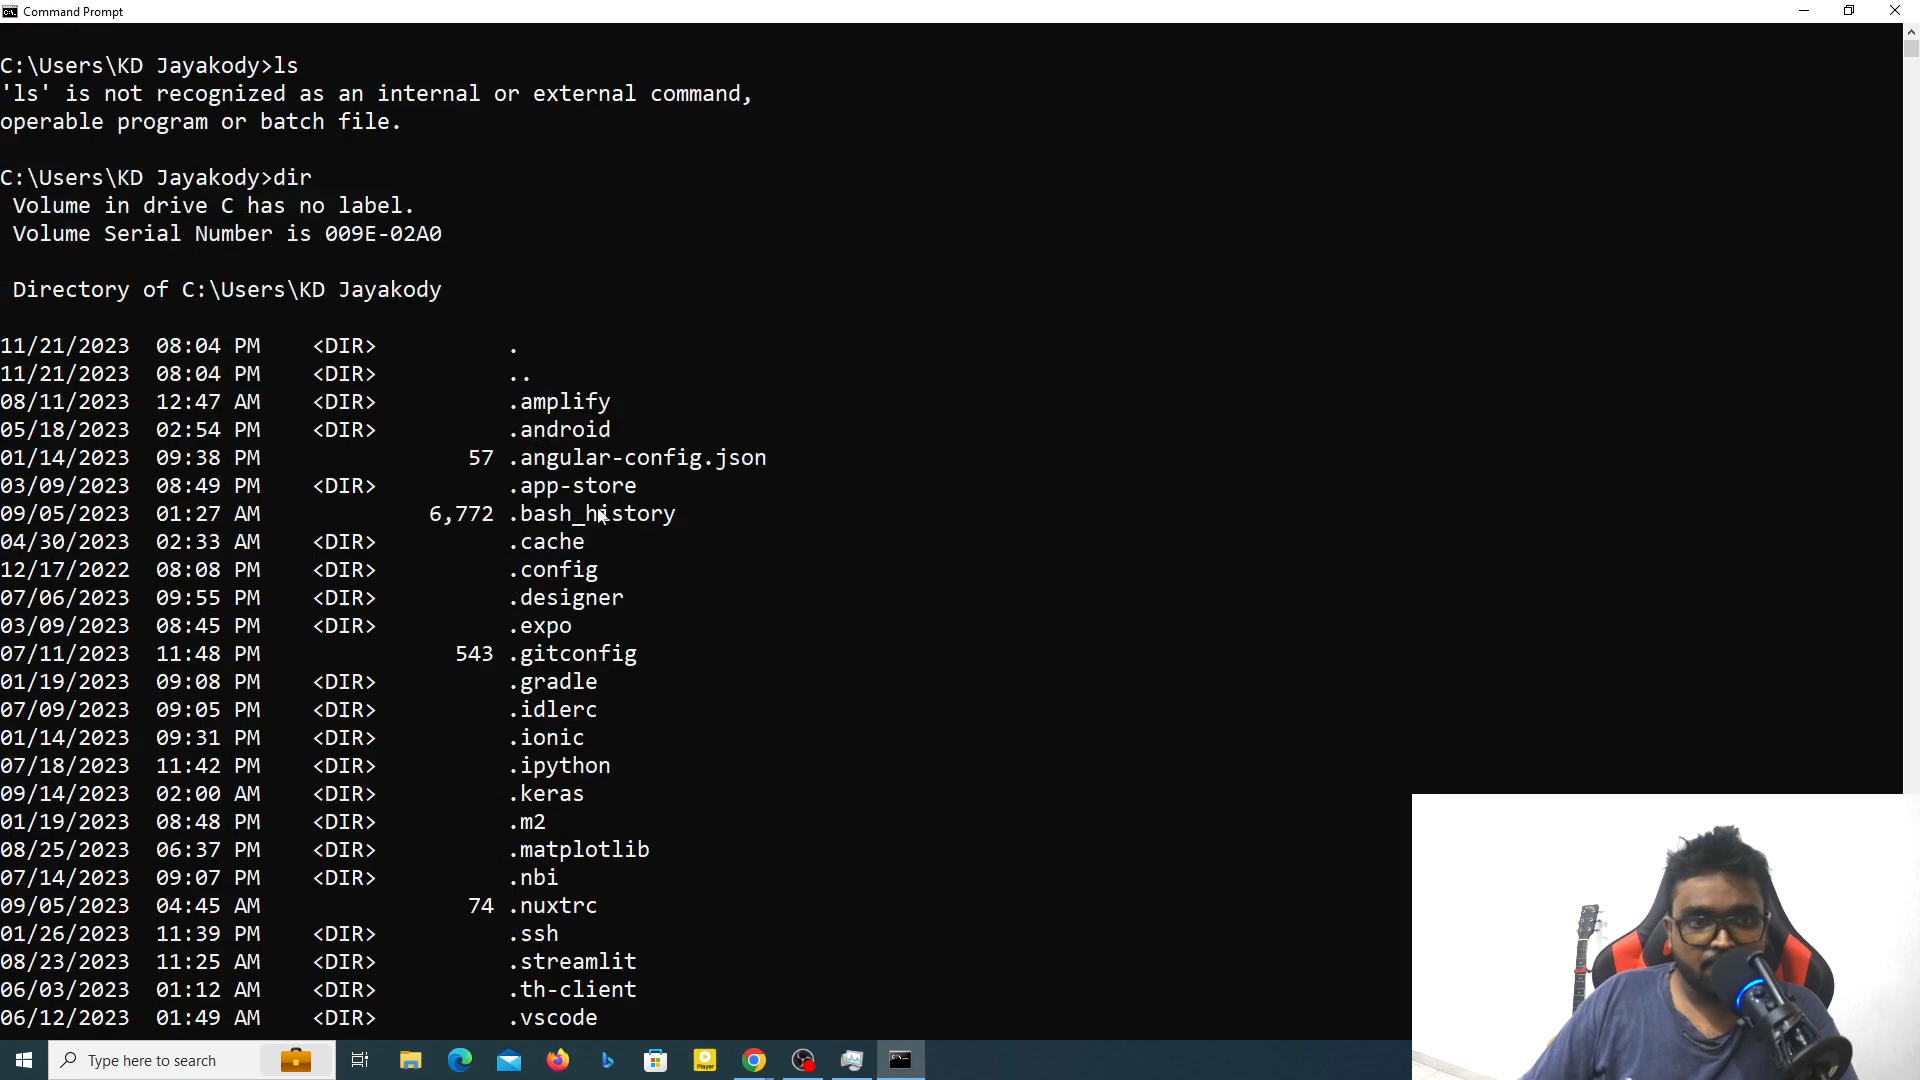 Command Prompt
C:\Users\KD Jayakody>ls
'ls' is not recognized as an internal or external command,
operable program or batch file.
C:\Users\KD Jayakody>dir
Volume in drive C has no label.
Volume Serial Number is 009E-02A0
Directory of C:\Users\KD Jayakody
11/21/2023 08:04 PM <DIR> .
11/21/2023 08:04 PM <DIR> ..
08/11/2023 12:47 AM <DIR> .amplify
05/18/2023 02:54 PM <DIR> .android
01/14/2023 09:38 PM 57 .angular-config.json
03/09/2023 08:49 PM <DIR> .app-store
09/05/2023 01:27 AM 6,772 .bash_history
04/30/2023 02:33 AM <DIR> .cache
12/17/2022 08:08 PM <DIR> .config
07/06/2023 09:55 PM <DIR> .designer
03/09/2023 08:45 PM <DIR> .expo
07/11/2023 11:48 PM 543 .gitconfig
01/19/2023 09:08 PM <DIR> .gradle
07/09/2023 09:05 PM <DIR> .idlerc
01/14/2023 09:31 PM <DIR> .ionic
07/18/2023 11:42 PM <DIR> .ipython
09/14/2023 02:00 AM <DIR> .keras
01/19/2023 08:48 PM <DIR> .m2
08/25/2023 06:37 PM <DIR> .matplotlib
07/14/2023 09:07 PM <DIR> .nbi
09/05/2023 04:45 AM 74 .nuxtrc
01/26/2023 11:39 PM <DIR> .ssh
08/23/2023 11:25 AM <DIR> .streamlit
06/03/2023 01:12 AM <DIR> .th-client
06/12/2023 01:49 AM <DIR> .vscode
Type here to search
Player